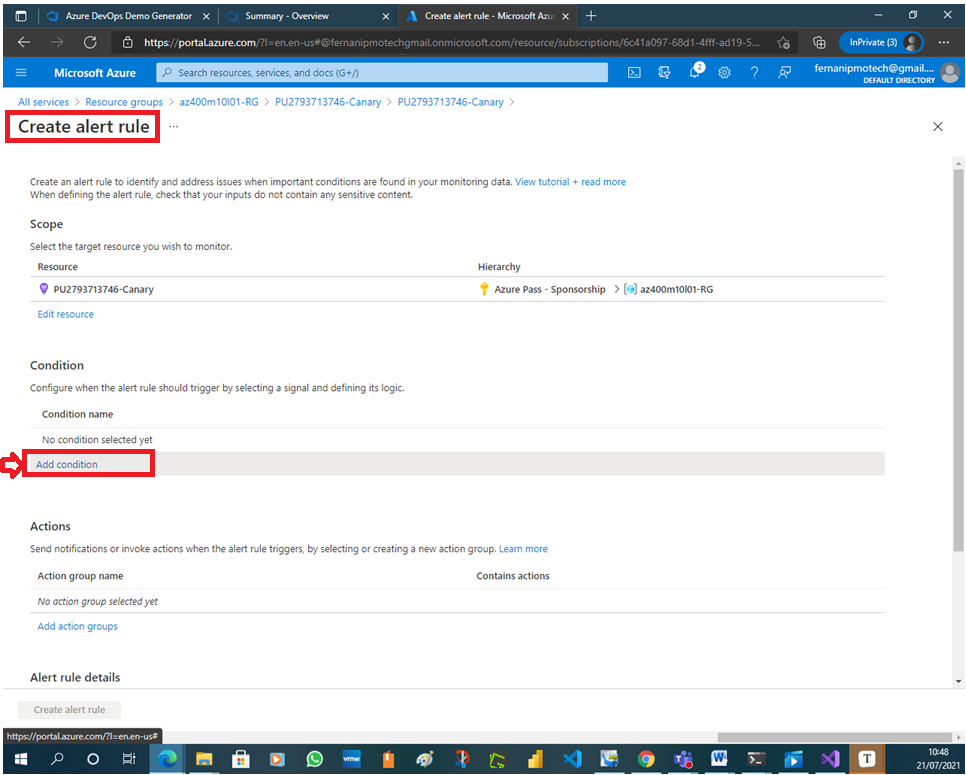 Azure DevOps Demo Generator
Summary - Overview
Create alert rule - Microsoft Azu
https://portal.azure.com/?l=en.en-us#@fernanipmotechgmail.onmicrosoft.com/resource/subscriptions/6c41a097-68d1-4fff-ad19-5...
InPrivate (3)
Microsoft Azure
Search resources, services, and docs (G+/)
2
fernanipmotech@gmail....
DEFAULT DIRECTORY
All services > Resource groups > az400m10l01-RG > PU2793713746-Canary > PU2793713746-Canary >
Create alert rule ...
Create an alert rule to identify and address issues when important conditions are found in your monitoring data. View tutorial + read more
When defining the alert rule, check that your inputs do not contain any sensitive content.
Scope
Select the target resource you wish to monitor.
Resource Hierarchy
PU2793713746-Canary Azure Pass - Sponsorship > az400m10l01-RG
Edit resource
Condition
Configure when the alert rule should trigger by selecting a signal and defining its logic.
Condition name
No condition selected yet
Add condition
Actions
Send notifications or invoke actions when the alert rule triggers, by selecting or creating a new action group. Learn more
Action group name Contains actions
No action group selected yet
Add action groups
Alert rule details
Create alert rule
https://portal.azure.com/?l=en.en-us#
vmw
10:48
21/07/2021